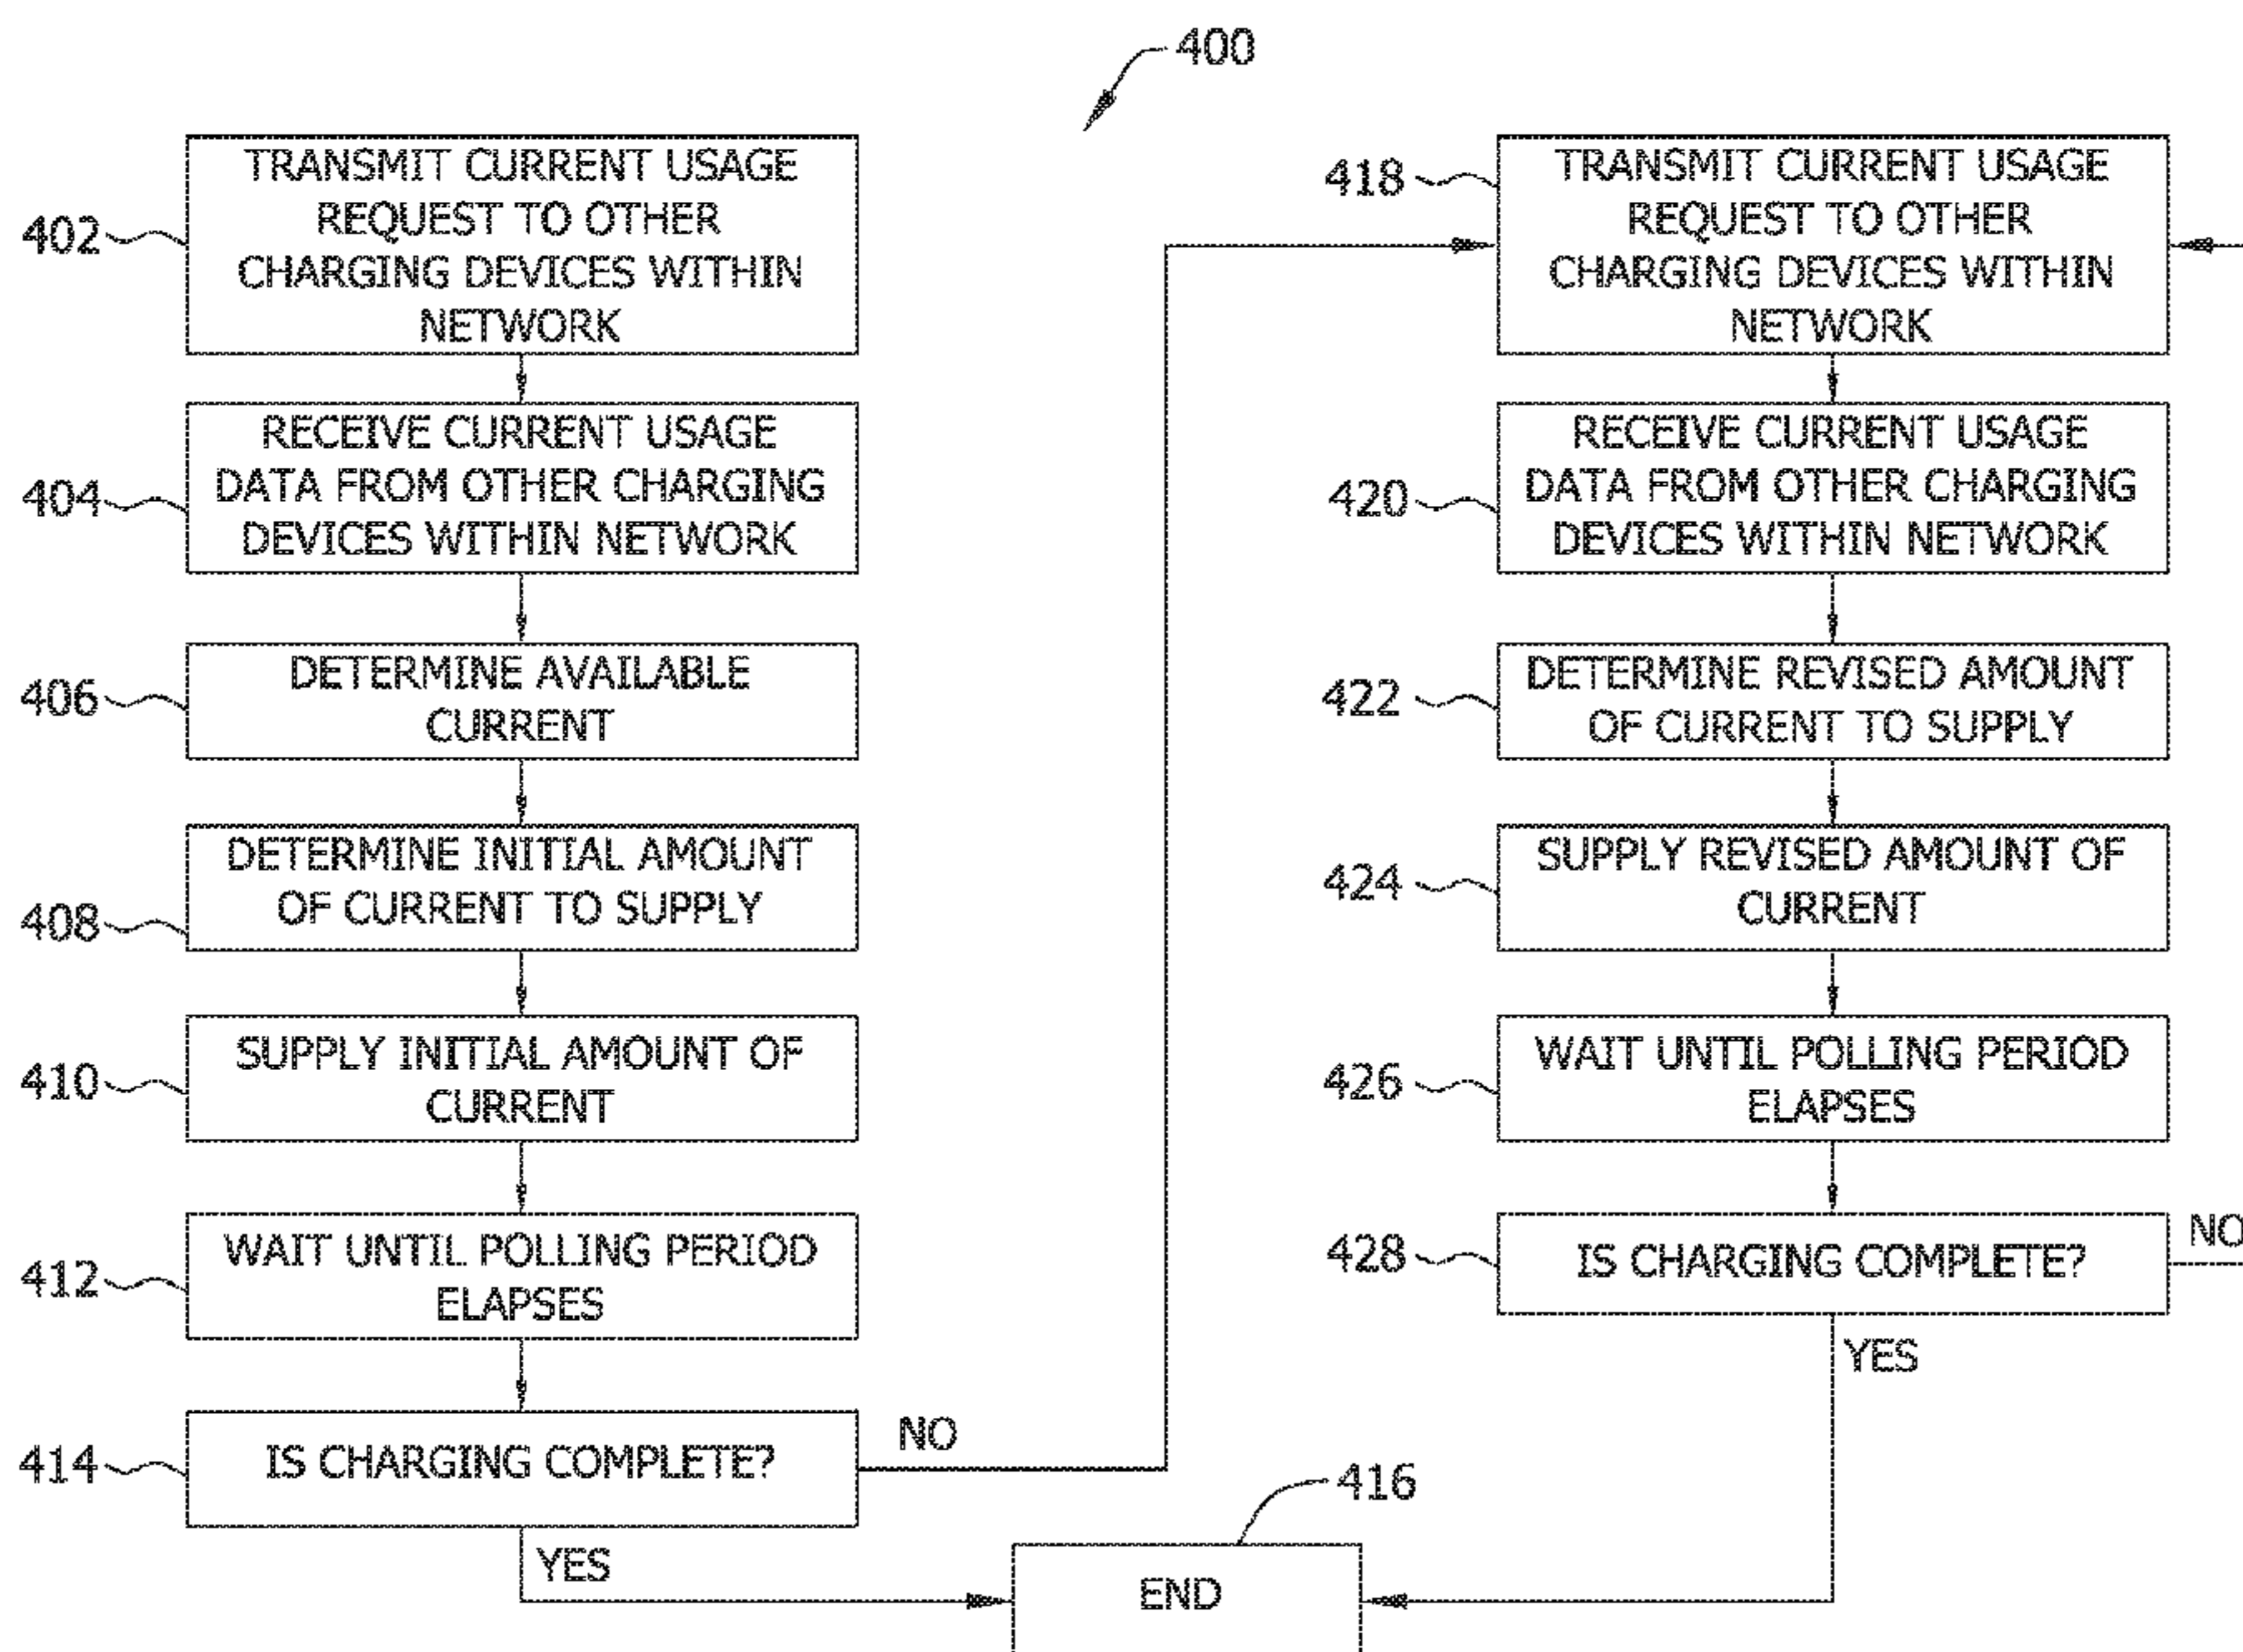 400
402
TRANSMIT CURRENT USAGE
REQUEST TO OTHER
CHARGING DEVICES WITHIN
NETWORK
404
RECEIVE CURRENT USAGE
DATA FROM OTHER CHARGING
DEVICES WITHIN NETWORK
406
DETERMINE AVAILABLE
CURRENT
408
DETERMINE INITIAL AMOUNT
OF CURRENT TO SUPPLY
410
SUPPLY INITIAL AMOUNT OF
CURRENT
412
WAIT UNTIL POLLING PERIOD
ELAPSES
414
IS CHARGING COMPLETE?
NO
YES
416
END
418
TRANSMIT CURRENT USAGE
REQUEST TO OTHER
CHARGING DEVICES WITHIN
NETWORK
420
RECEIVE CURRENT USAGE
DATA FROM OTHER CHARGING
DEVICES WITHIN NETWORK
422
DETERMINE REVISED AMOUNT
OF CURRENT TO SUPPLY
424
SUPPLY REVISED AMOUNT OF
CURRENT
426
WAIT UNTIL POLLING PERIOD
ELAPSES
428
IS CHARGING COMPLETE?
NO
YES